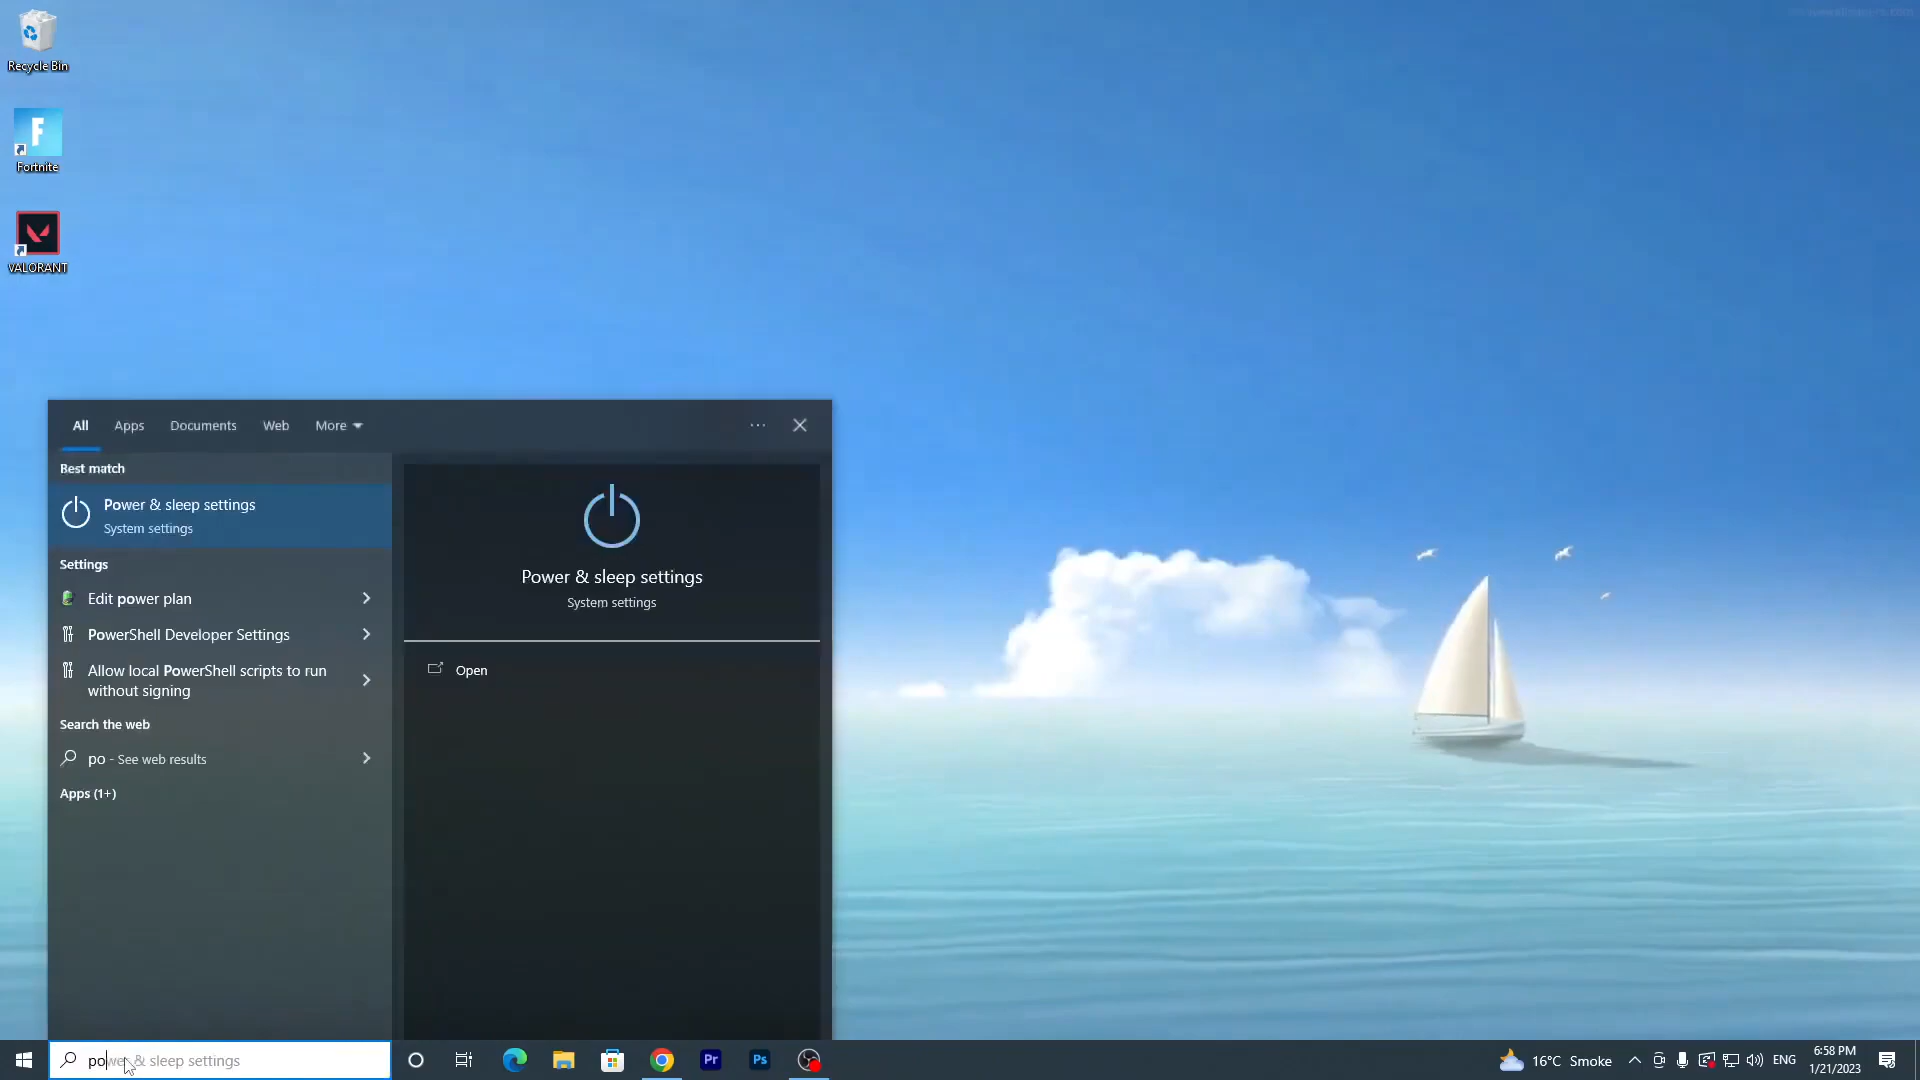 Recycle Bin
F
Fortnite
VALORANT
All Apps Documents Web More
Best match
Power & sleep settings
System settings
Settings
Edit power plan
PowerShell Developer Settings
Allow local PowerShell scripts to run
without signing
Search the web
po - See web results
Apps (1+)
Power & sleep settings
System settings
Open
power & sleep settings
Pr
Ps
16°C Smoke
ENG
6:58 PM
1/21/2023